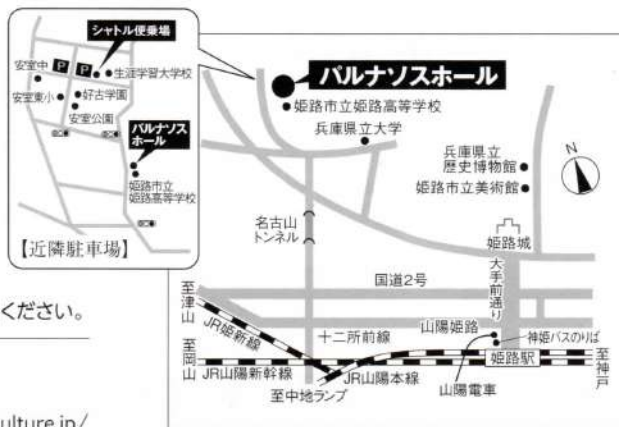 シャトル便乗場
安室中
P
P
生涯学習大学校
安室東小
好古学園
安室公園
パルナソス
ホール
姫路市立
姫路高等学校
【近隣駐車場】
パルナソスホール
姫路市立姫路高等学校
兵庫県立大学
兵庫県立
歴史博物館
姫路市立美術館
N
名古山
トンネル
姫路城
大手前通り
国道2号
至津山
JR姫新線
十二所前線
山陽姫路
神姫バスのりば
姫路駅
至岡山
JR山陽新幹線
JR山陽本線
至神戸
至中地ランプ
山陽電車
ください。
ulture.jp/